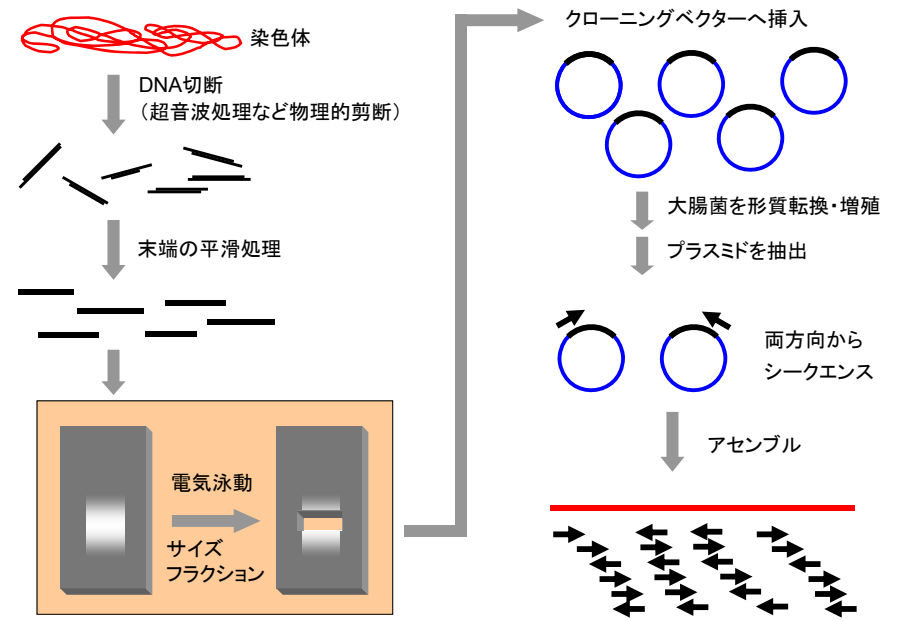 染色体
DNA切断
（超音波処理など物理的剪断）
末端の平滑処理
電気泳動
サイズ
フラクション
クローニングベクターへ挿入
大腸菌を形質転換・増殖
プラスミドを抽出
両方向から
シークエンス
アセンブル